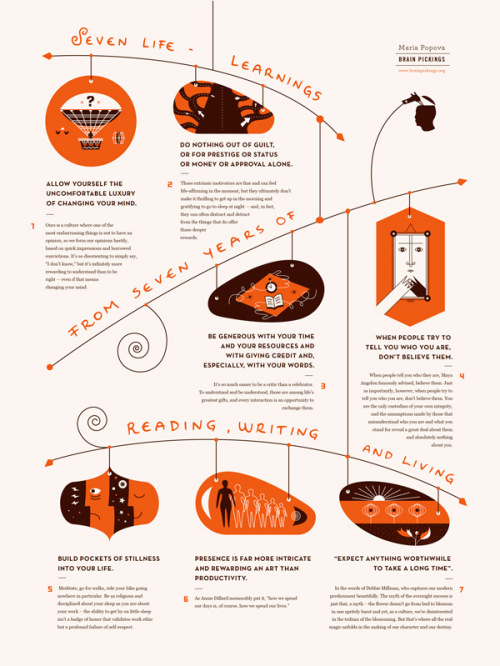 SEVEN LIFE -
LEARNINGS
Maria Popova
BRAIN PICKINGS
www.brainpickings.org
?
ALLOW YOURSELF THE
UNCOMFORTABLE LUXURY
OF CHANGING YOUR MIND.
1
Ours is a culture where one of the
most embarrassing things is not to have an
opinion, so we form our opinions hastily,
based on quick impressions and borrowed
convictions. It's so disorienting to simply say,
"I don't know," but it's infinitely more
rewarding to understand than to be
right — even if that means
changing your mind.
DO NOTHING OUT OF GUILT,
OR FOR PRESTIGE OR STATUS
OR MONEY OR APPROVAL ALONE.
2
Those extrinsic motivators are fine and can feel
life-affirming in the moment, but they ultimately don't
make it thrilling to get up in the morning and
gratifying to go to sleep at night — and, in fact,
they can often distract and detract
from the things that do offer
those deeper
rewards.
FROM SEVEN YEARS OF
BE GENEROUS WITH YOUR TIME
AND YOUR RESOURCES AND
WITH GIVING CREDIT AND,
ESPECIALLY, WITH YOUR WORDS.
3
It's so much easier to be a critic than a celebrator.
To understand and be understood, those are among life's
greatest gifts, and every interaction is an opportunity to
exchange them.
WHEN PEOPLE TRY TO
TELL YOU WHO YOU ARE,
DON'T BELIEVE THEM.
4
When people tell you who they are, Maya
Angelou famously advised, believe them. Just
as importantly, however, when people try to
tell you who you are, don't believe them. You
are the only custodian of your own integrity,
and the assumptions made by those that
misunderstand who you are and what you
stand for reveal a great deal about them
and absolutely nothing
about you.
READING, WRITING
AND LIVING
BUILD POCKETS OF STILLNESS
INTO YOUR LIFE.
5
Meditate, go for walks, ride your bike going
nowhere in particular. Be as religious and
disciplined about your sleep as you are about
your work – the ability to get by on little sleep
isn't a badge of honor that validates work ethic
but a profound failure of self-respect.
PRESENCE IS FAR MORE INTRICATE
AND REWARDING AN ART THAN
PRODUCTIVITY.
6
As Annie Dillard memorably put it, "how we spend
our days is, of course, how we spend our lives."
"EXPECT ANYTHING WORTHWHILE
TO TAKE A LONG TIME".
7
In the words of Debbie Millman, who captures our modern
predicament beautifully. The myth of the overnight success is
just that, a myth – the flower doesn't go from bud to blossom
in one spritely burst and yet, as a culture, we're disinterested
in the tedium of the blossoming. But that's where all the real
magic unfolds in the making of our character and our destiny.